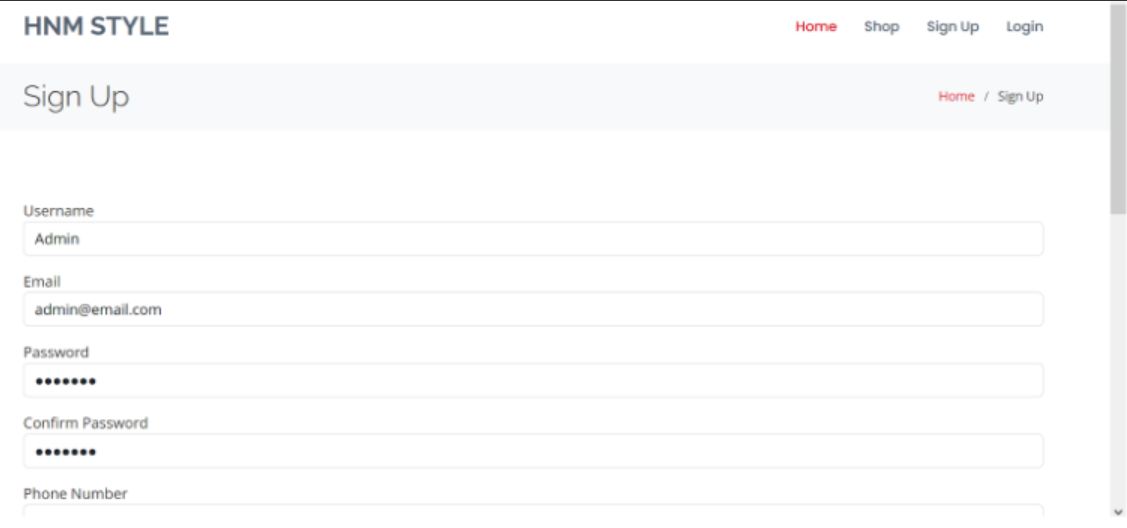 HNM STYLE
Home Shop Sign Up Login
Sign Up
Home / Sign Up
Username
Admin
Email
admin@email.com
Password
•••••••
Confirm Password
•••••••
Phone Number